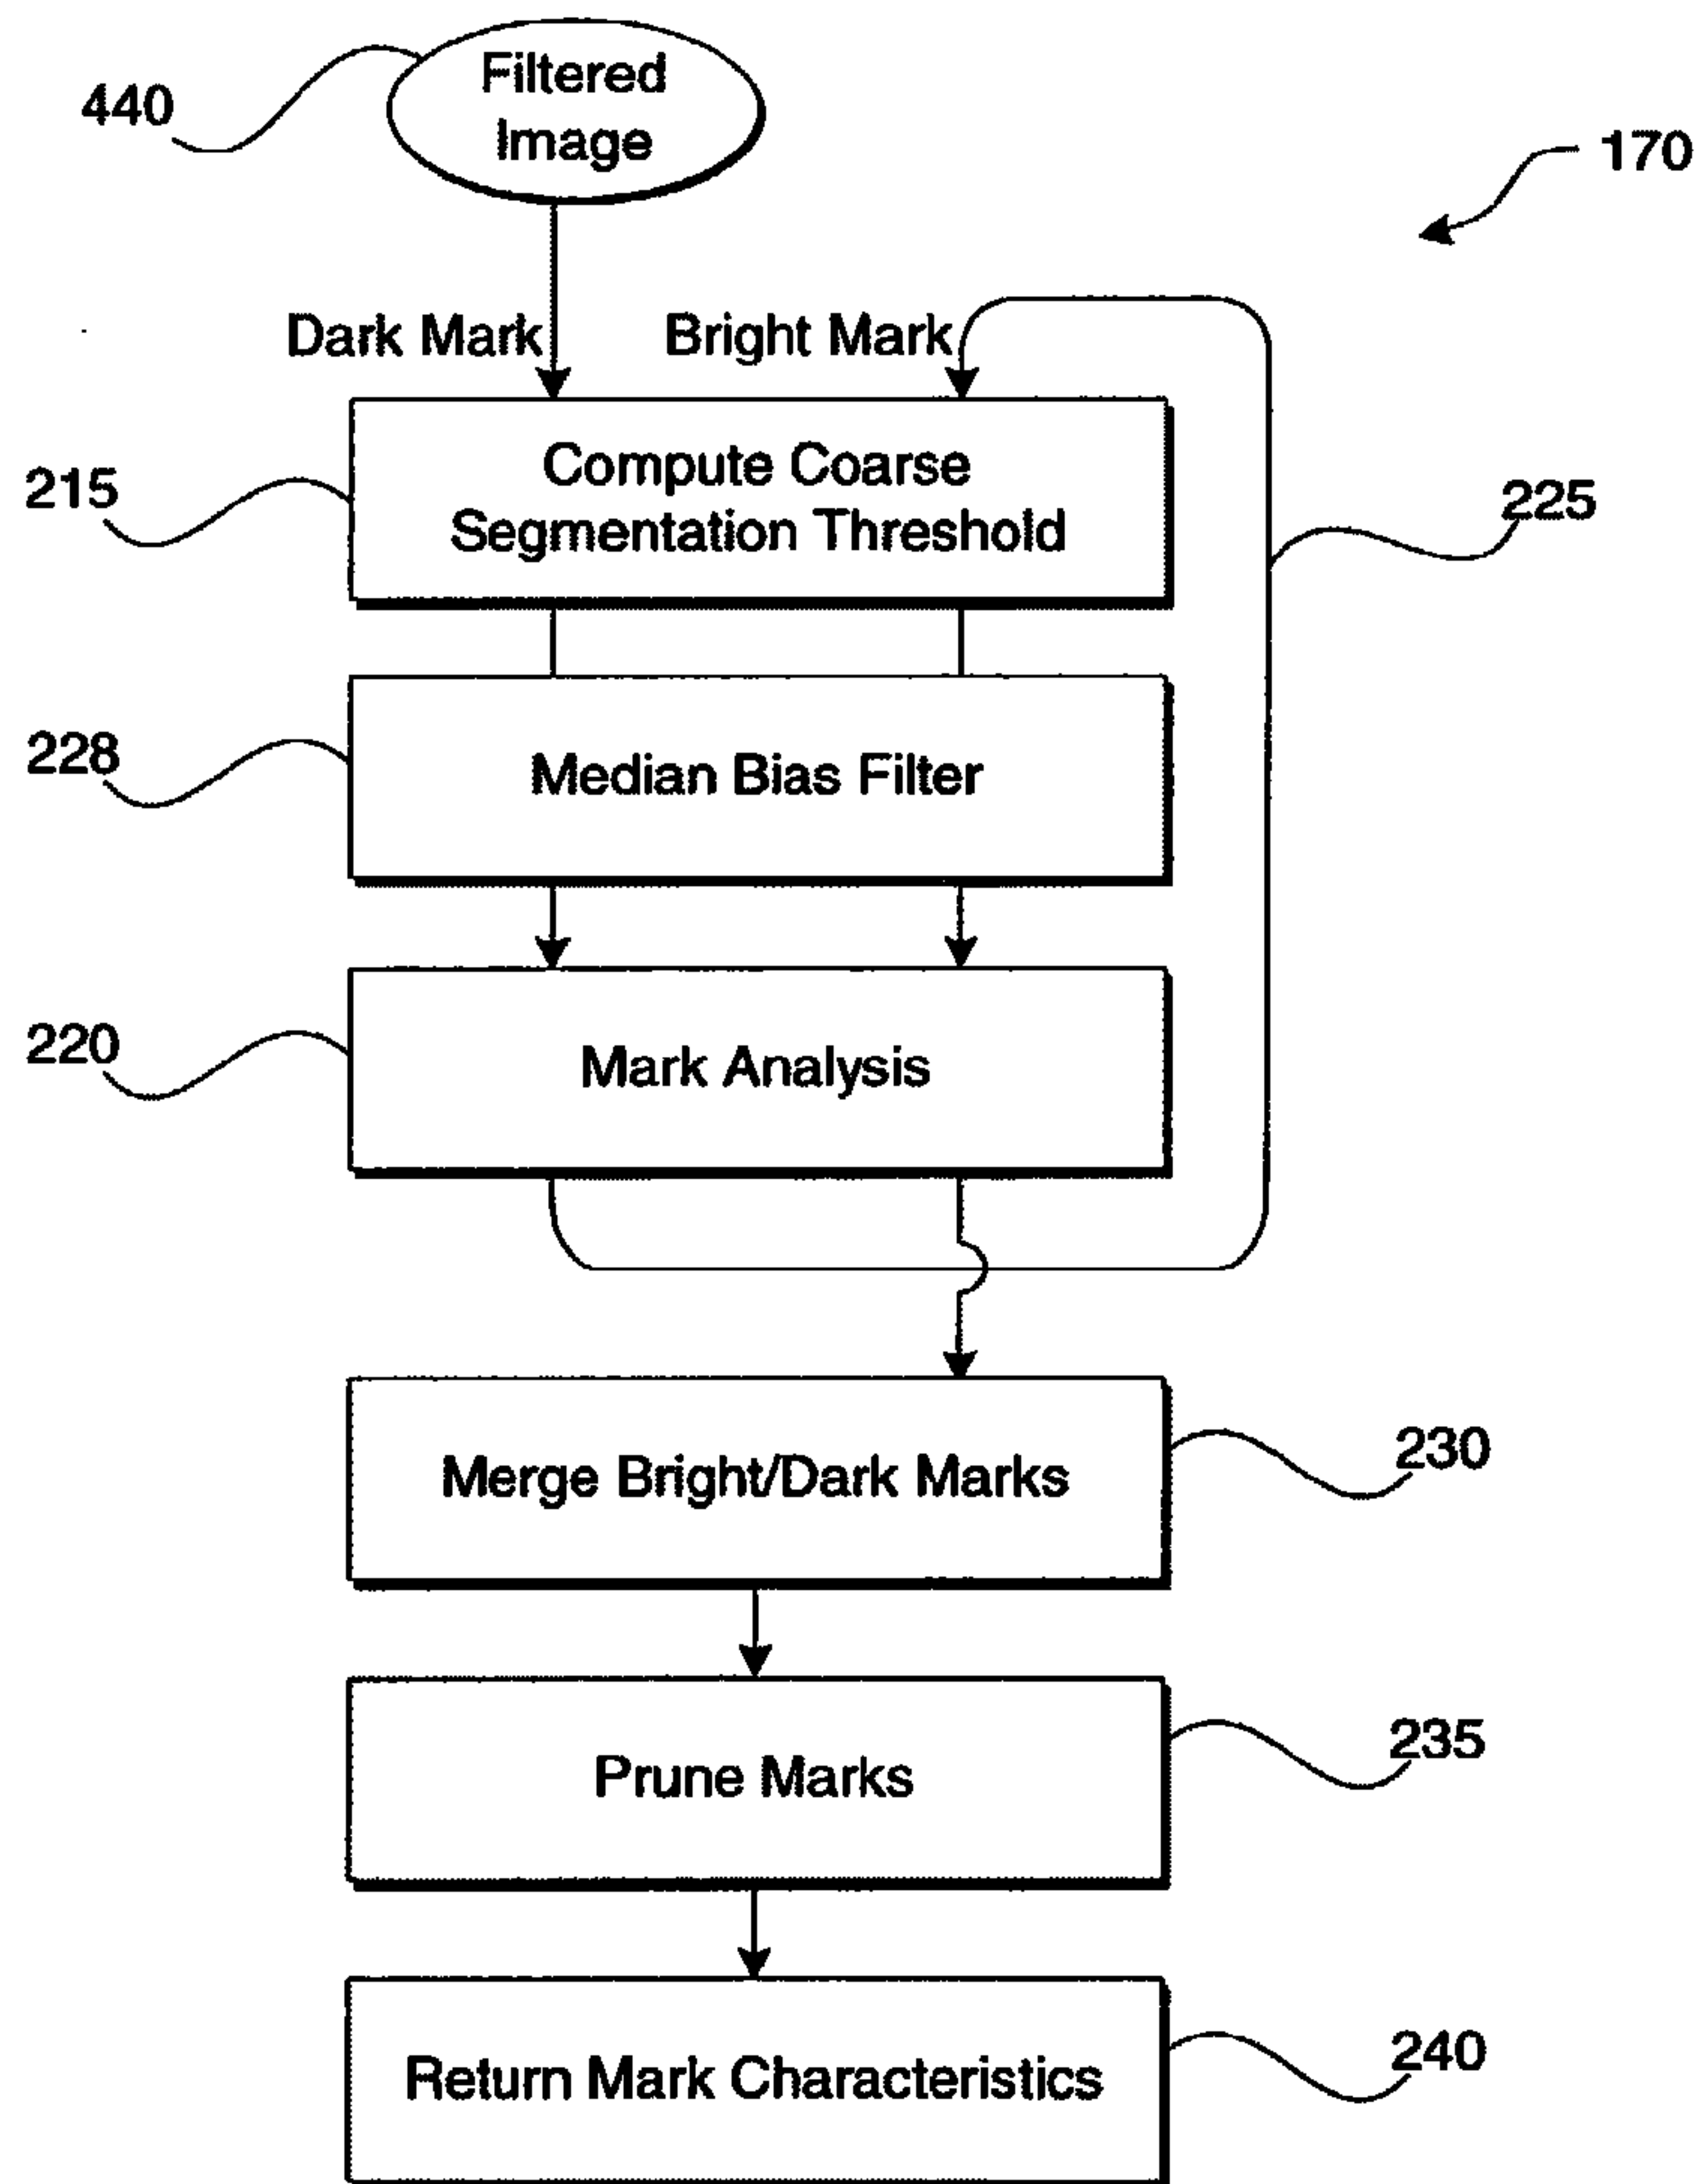 Filtered
Image
440
170
Dark Mark
Bright Mark
Compute Coarse
Segmentation Threshold
215
225
Median Bias Filter
228
Mark Analysis
220
Merge Bright/Dark Marks
230
Prune Marks
235
Return Mark Characteristics
240